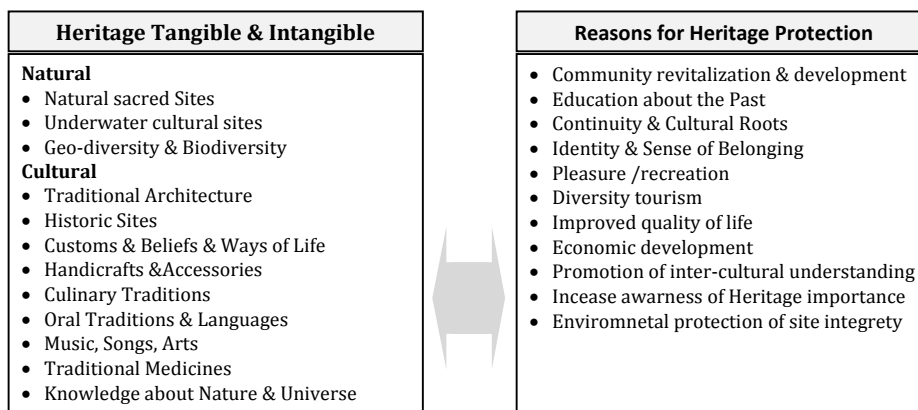 Heritage Tangible & Intangible
Natural
• Natural sacred Sites
• Underwater cultural sites
• Geo-diversity & Biodiversity
Cultural
• Traditional Architecture
• Historic Sites
• Customs & Beliefs & Ways of Life
• Handicrafts &Accessories
• Culinary Traditions
• Oral Traditions & Languages
• Music, Songs, Arts
• Traditional Medicines
• Knowledge about Nature & Universe
Reasons for Heritage Protection
• Community revitalization & development
• Education about the Past
• Continuity & Cultural Roots
• Identity & Sense of Belonging
• Pleasure /recreation
• Diversity tourism
• Improved quality of life
• Economic development
• Promotion of inter-cultural understanding
• Incease awarness of Heritage importance
• Enviromnetal protection of site integrety